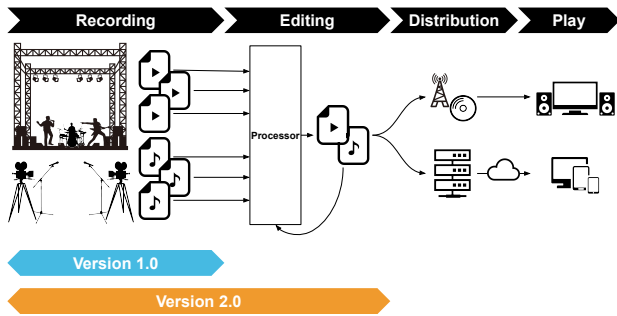 Recording
Editing
Distribution
Play
Processor
Version 1.0
Version 2.0